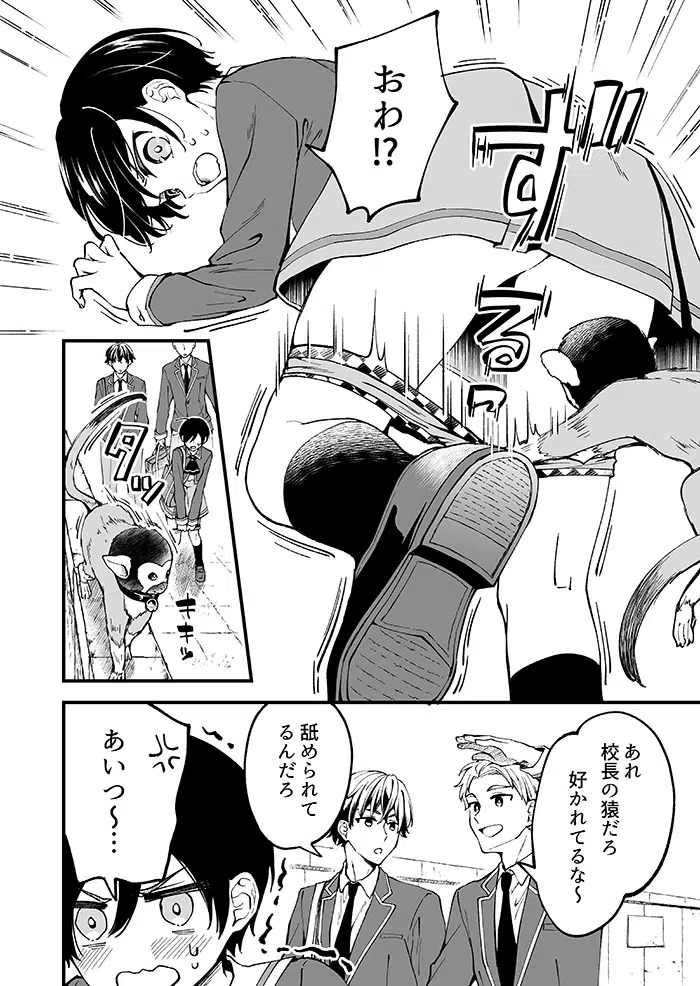 おわ!?
ずるっ
ダッ
キキッ
あれ
校長の猿だろ
好かれてるな〜
舐められて
るんだろ
あいつ〜…